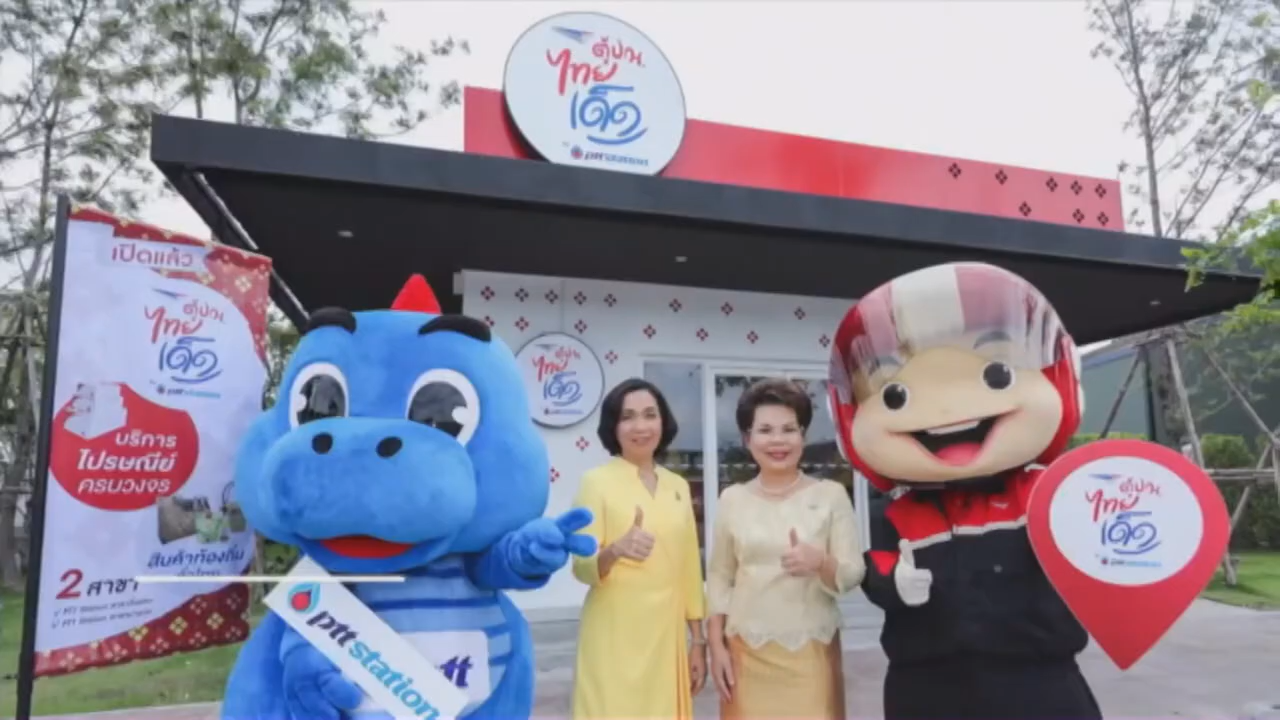 ตู้ปณ.
ไทย
เด็ด
เปิดแล้ว
ตู้ปณ.
ไทย
เด็ด
บริการ
ไปรษณีย์
ครบวงจร
สินค้าท้องถิ่น
2 สาขา
ตู้ปณ.
ไทย
เด็ด
ptt station
ptt
ตู้ปณ.
ไทย
เด็ด